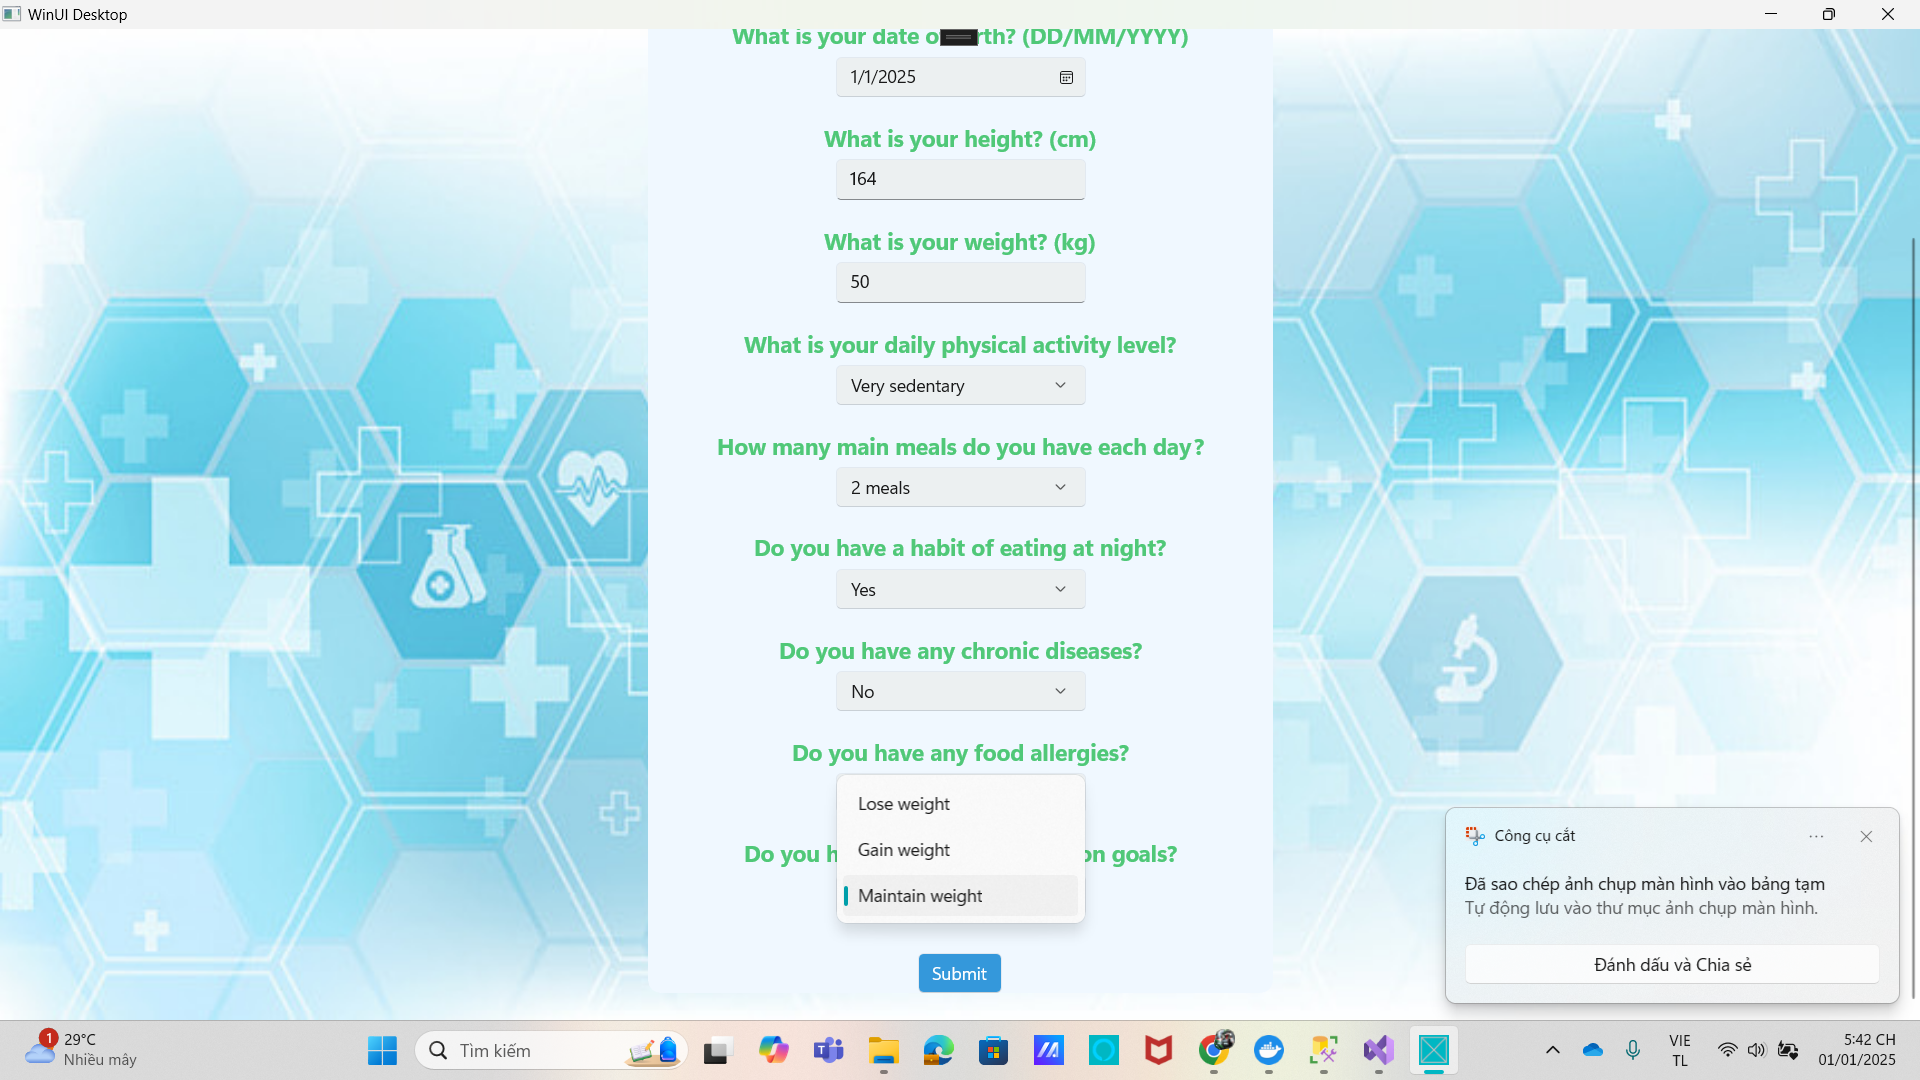 WinUI Desktop
What is your date o rth? (DD/MM/YYYY)
1/1/2025
What is your height? (cm)
164
What is your weight? (kg)
50
What is your daily physical activity level?
Very sedentary
How many main meals do you have each day?
2 meals
Do you have a habit of eating at night?
Yes
Do you have any chronic diseases?
No
Do you have any food allergies?
Lose weight
Gain weight
Do you h on goals?
Maintain weight
Submit
Công cụ cắt
Đã sao chép ảnh chụp màn hình vào bảng tạm
Tự động lưu vào thư mục ảnh chụp màn hình.
Đánh dấu và Chia sẻ
1
29°C
Nhiều mây
Tìm kiếm
VIE
TL
5:42 CH
01/01/2025